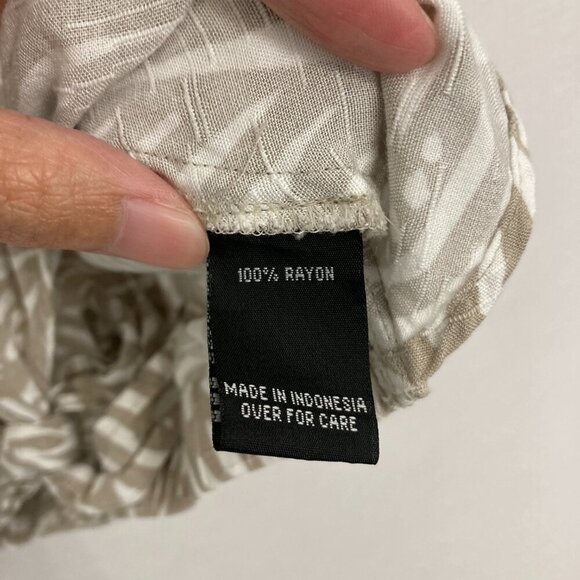 100% RAYON
MADE IN INDONESIA
OVER FOR CARE